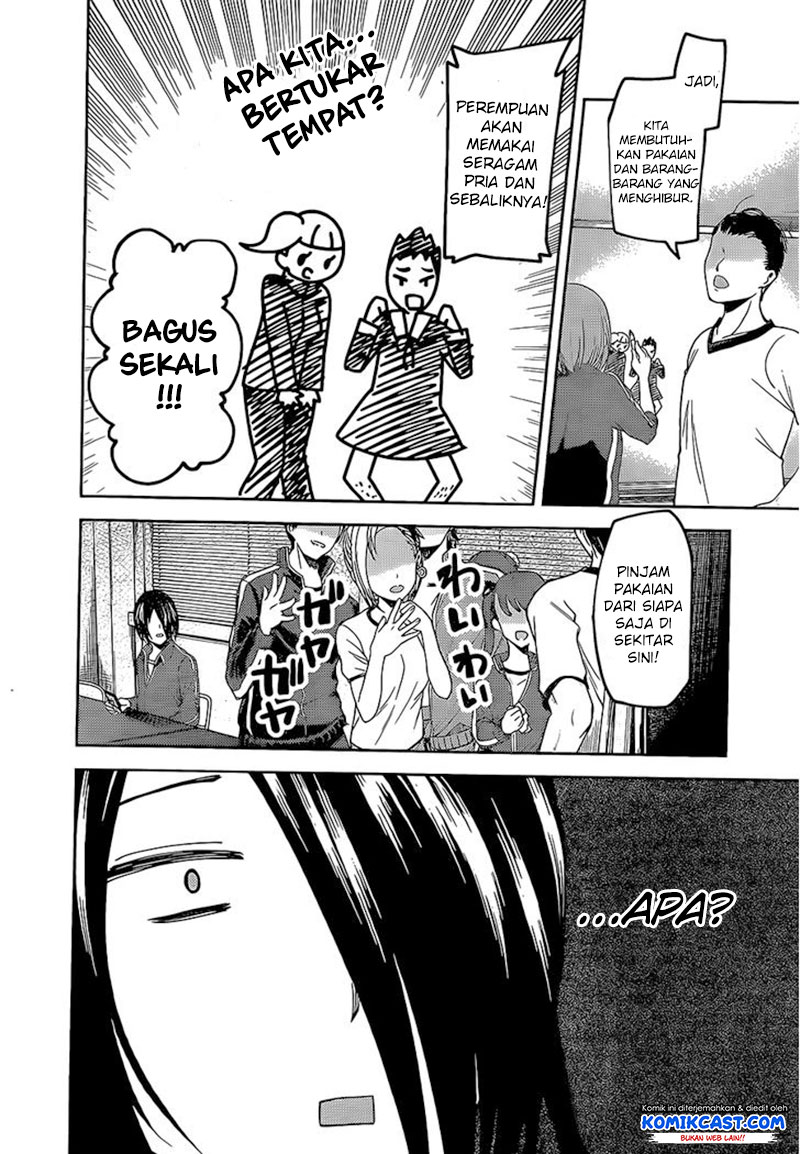 JADI,
KITA
MEMBUTUH-
KAN PAKAIAN
DAN BARANG-
BARANG YANG
MENGHIBUR.
PEREMPUAN
AKAN
MEMAKAI
SERAGAM
PRIA DAN
SEBALIKNYA!
APA KITA...
BERTUKAR
TEMPAT?
BAGUS
SEKALI
!!!
PINJAM
PAKAIAN
DARI SIAPA
SAJA DI
SEKITAR
SINI!
わいわい
ガヤガヤ
...APA?
Komik ini diterjemahkan & diedit oleh
KOMIKCAST.COM
BUKAN WEB LAIN!!